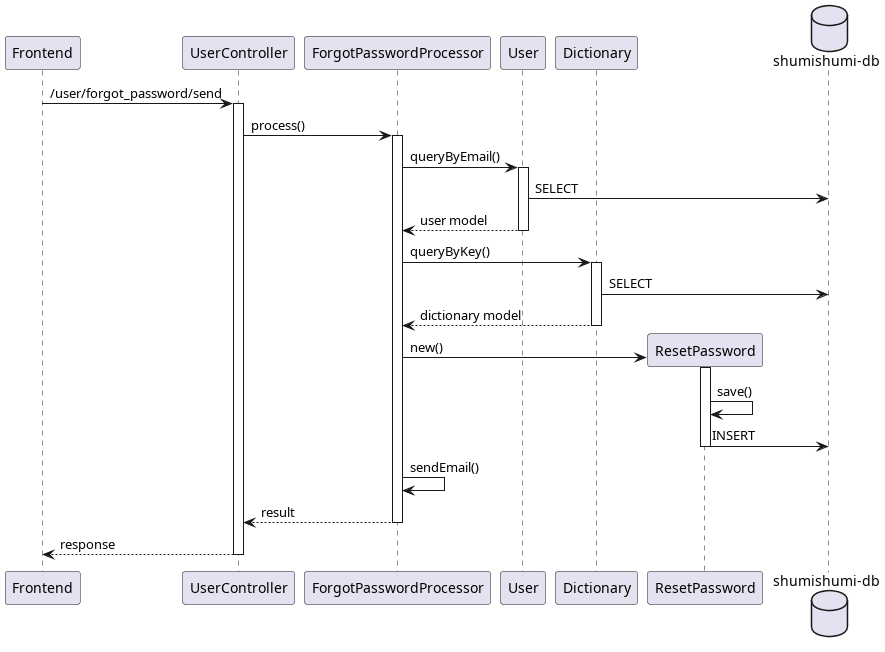 shumishumi-db
Frontend
UserController
ForgotPasswordProcessor
User
Dictionary
/user/forgot_password/send
process()
queryByEmail()
SELECT
user model
queryByKey()
SELECT
dictionary model
new()
ResetPassword
save()
INSERT
sendEmail()
result
response
Frontend
UserController
ForgotPasswordProcessor
User
Dictionary
ResetPassword
shumishumi-db